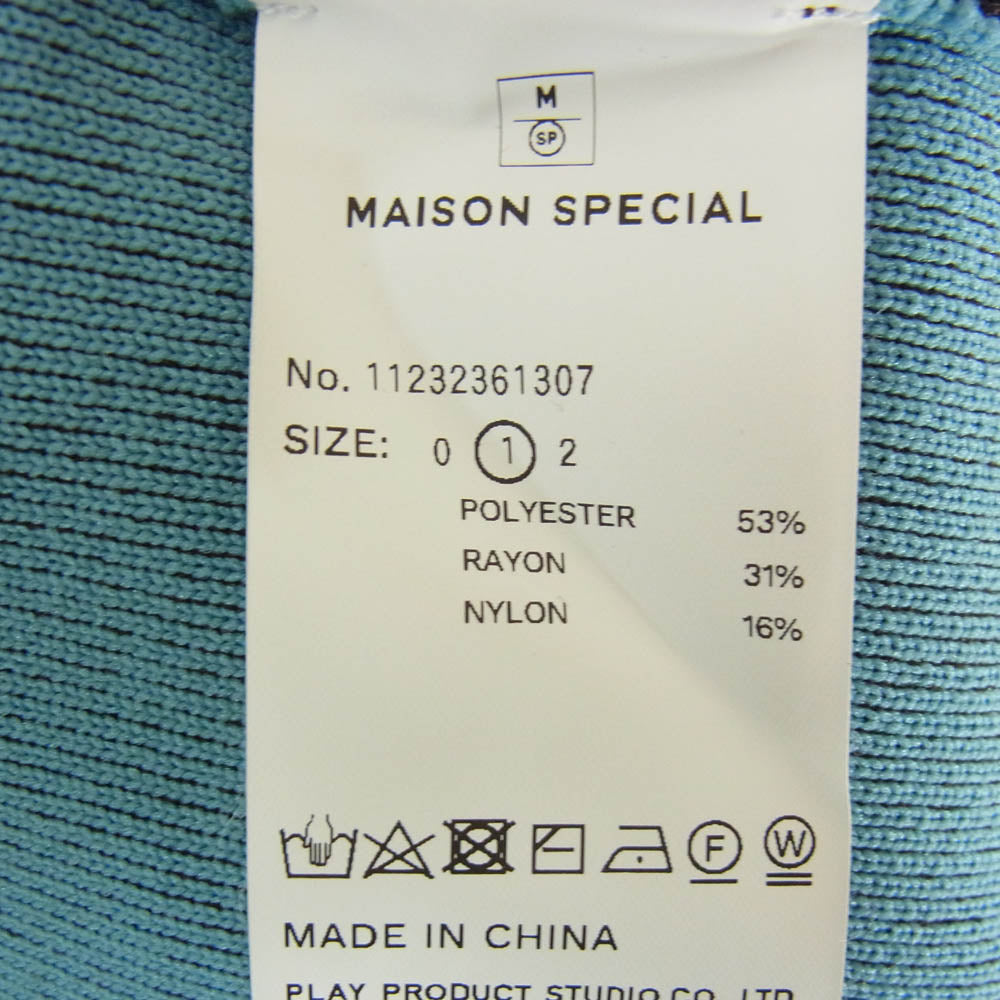 M
SP
MAISON SPECIAL
No. 11232361307
SIZE: 0 1 2
POLYESTER 53%
RAYON 31%
NYLON 16%
F W
MADE IN CHINA
PLAY PRODUCT STUDIO CO. LTD